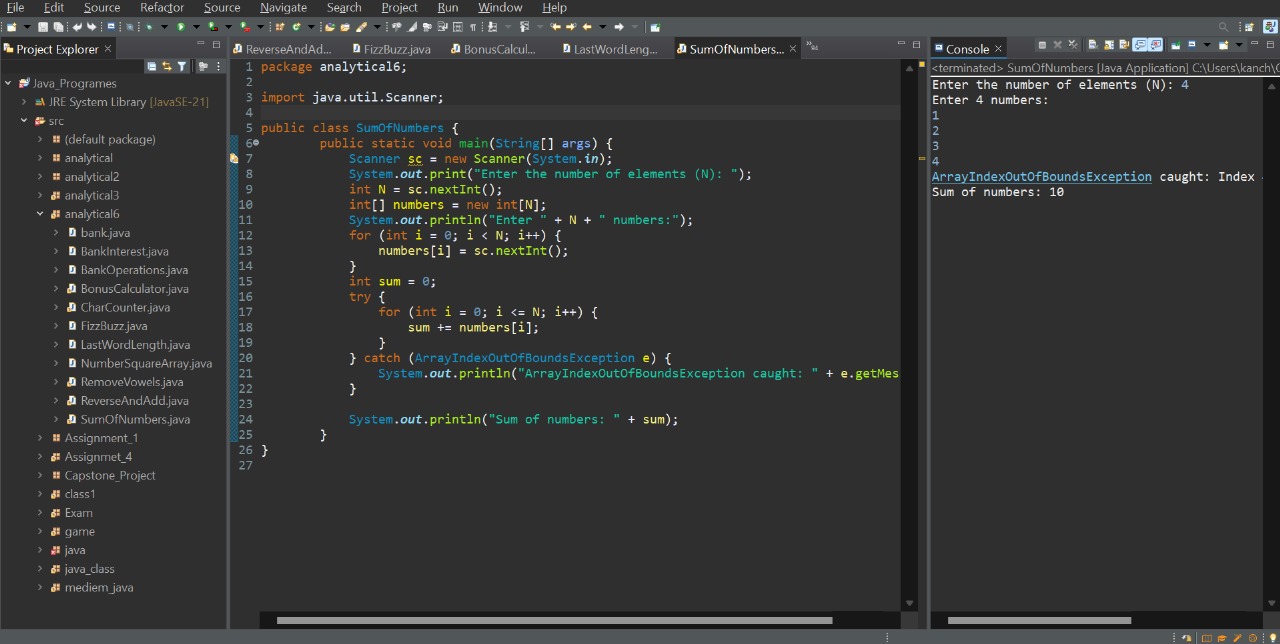 File Edit Source Refactor Source Navigate Search Project Run Window Help
Project Explorer
Java_Programes
JRE System Library [JavaSE-21]
src
(default package)
analytical
analytical2
analytical3
analytical6
bank.java
BankInterest.java
BankOperations.java
BonusCalculator.java
CharCounter.java
FizzBuzz.java
LastWordLength.java
NumberSquareArray.java
RemoveVowels.java
ReverseAndAdd.java
SumOfNumbers.java
Assignment_1
Assignmet_4
Capstone_Project
class1
Exam
game
java
java_class
mediem_java
ReverseAndAd... FizzBuzz.java BonusCalcul... LastWordLeng... SumOfNumbers...
1 package analytical6;
2
3 import java.util.Scanner;
4
5 public class SumOfNumbers {
6 public static void main(String[] args) {
7 Scanner sc = new Scanner(System.in);
8 System.out.print("Enter the number of elements (N): ");
9 int N = sc.nextInt();
10 int[] numbers = new int[N];
11 System.out.println("Enter " + N + " numbers:");
12 for (int i = 0; i < N; i++) {
13 numbers[i] = sc.nextInt();
14 }
15 int sum = 0;
16 try {
17 for (int i = 0; i <= N; i++) {
18 sum += numbers[i];
19 }
20 } catch (ArrayIndexOutOfBoundsException e) {
21 System.out.println("ArrayIndexOutOfBoundsException caught: " + e.getMes
22 }
23
24 System.out.println("Sum of numbers: " + sum);
25 }
26 }
27
Console
<terminated> SumOfNumbers [Java Application] C:\Users\kanch\
Enter the number of elements (N): 4
Enter 4 numbers:
1
2
3
4
ArrayIndexOutOfBoundsException caught: Index
Sum of numbers: 10